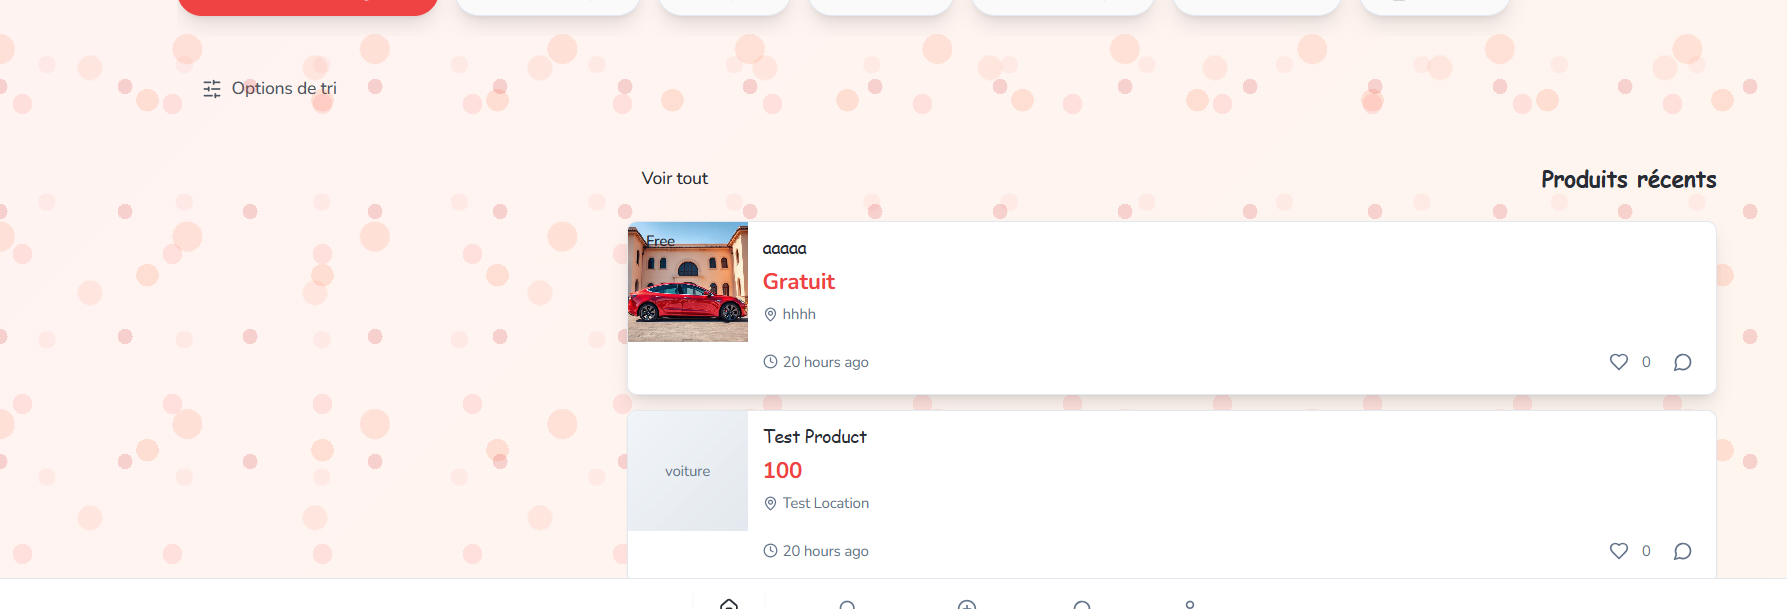 Options de tri
Voir tout
Produits récents
Free
aaaaa
Gratuit
hhhh
20 hours ago
0
voiture
Test Product
100
Test Location
20 hours ago
0